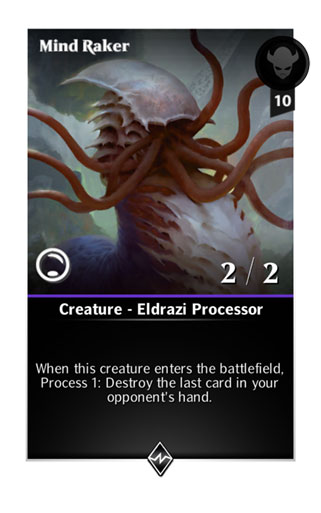 Mind Raker
10
2 / 2
Creature - Eldrazi Processor
When this creature enters the battlefield,
Process 1: Destroy the last card in your
opponent's hand.